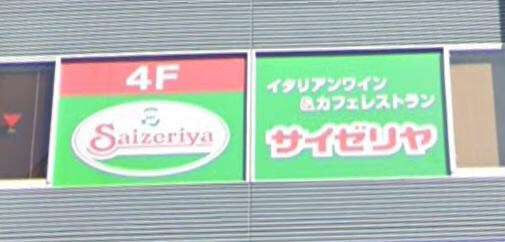 4F
Saizeriya
イタリアンワイン
&カフェレストラン
サイゼリヤ